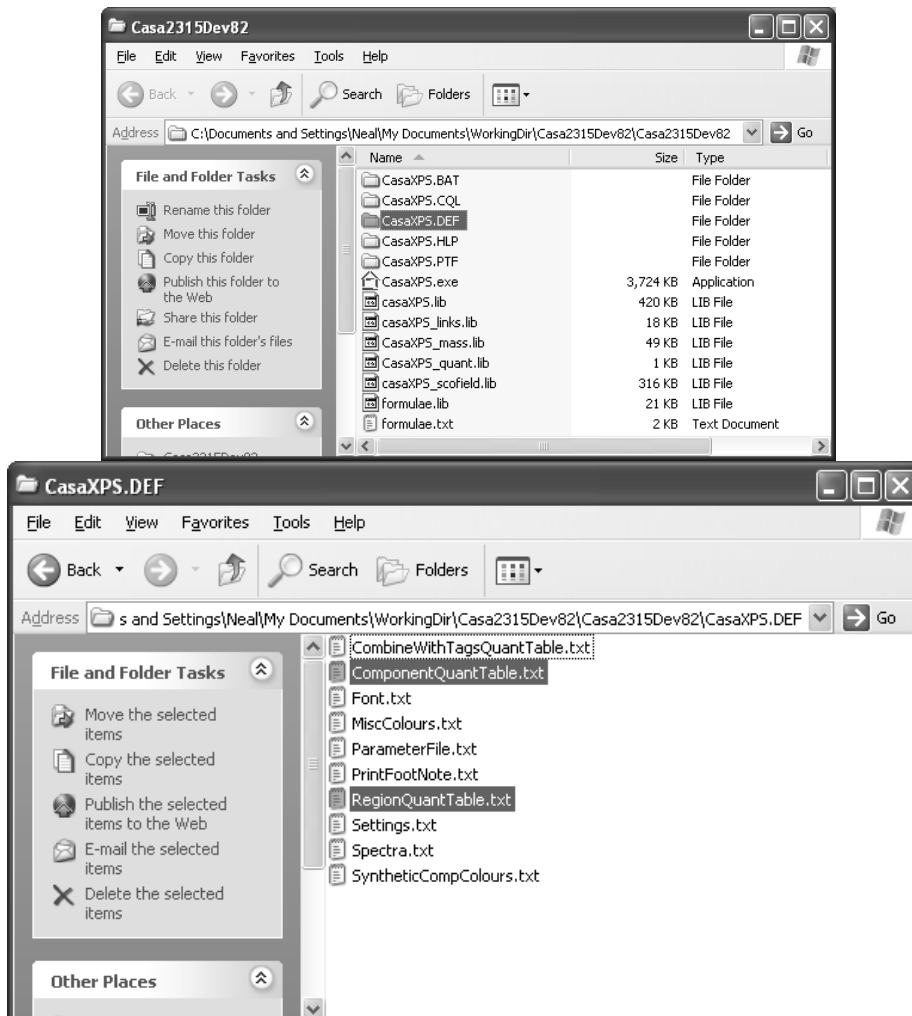 Casa2315Dev82
File Edit View Favorites Tools Help
Back Search Folders
Address C:\Documents and Settings\Neal\My Documents\WorkingDir\Casa2315Dev82\Casa2315Dev82 Go
File and Folder Tasks
Rename this folder
Move this folder
Copy this folder
Publish this folder to
the Web
Share this folder
E-mail this folder's files
Delete this folder
Other Places
Casa2315Dev82
Name Size Type
CasaXPS.BAT File Folder
CasaXPS.CQL File Folder
CasaXPS.DEF File Folder
CasaXPS.HLP File Folder
CasaXPS.PTF File Folder
CasaXPS.exe 3,724 KB Application
casaXPS.lib 420 KB LIB File
casaXPS_links.lib 18 KB LIB File
CasaXPS_mass.lib 49 KB LIB File
CasaXPS_quant.lib 1 KB LIB File
casaXPS_scofield.lib 316 KB LIB File
formulae.lib 21 KB LIB File
formulae.txt 2 KB Text Document
CasaXPS.DEF
File Edit View Favorites Tools Help
Back Search Folders
Address s and Settings\Neal\My Documents\WorkingDir\Casa2315Dev82\Casa2315Dev82\CasaXPS.DEF Go
File and Folder Tasks
Move the selected
items
Copy the selected
items
Publish the selected
items to the Web
E-mail the selected
items
Delete the selected
items
Other Places
CombineWithTagsQuantTable.txt
ComponentQuantTable.txt
Font.txt
MiscColours.txt
ParameterFile.txt
PrintFootNote.txt
RegionQuantTable.txt
Settings.txt
Spectra.txt
SyntheticCompColours.txt